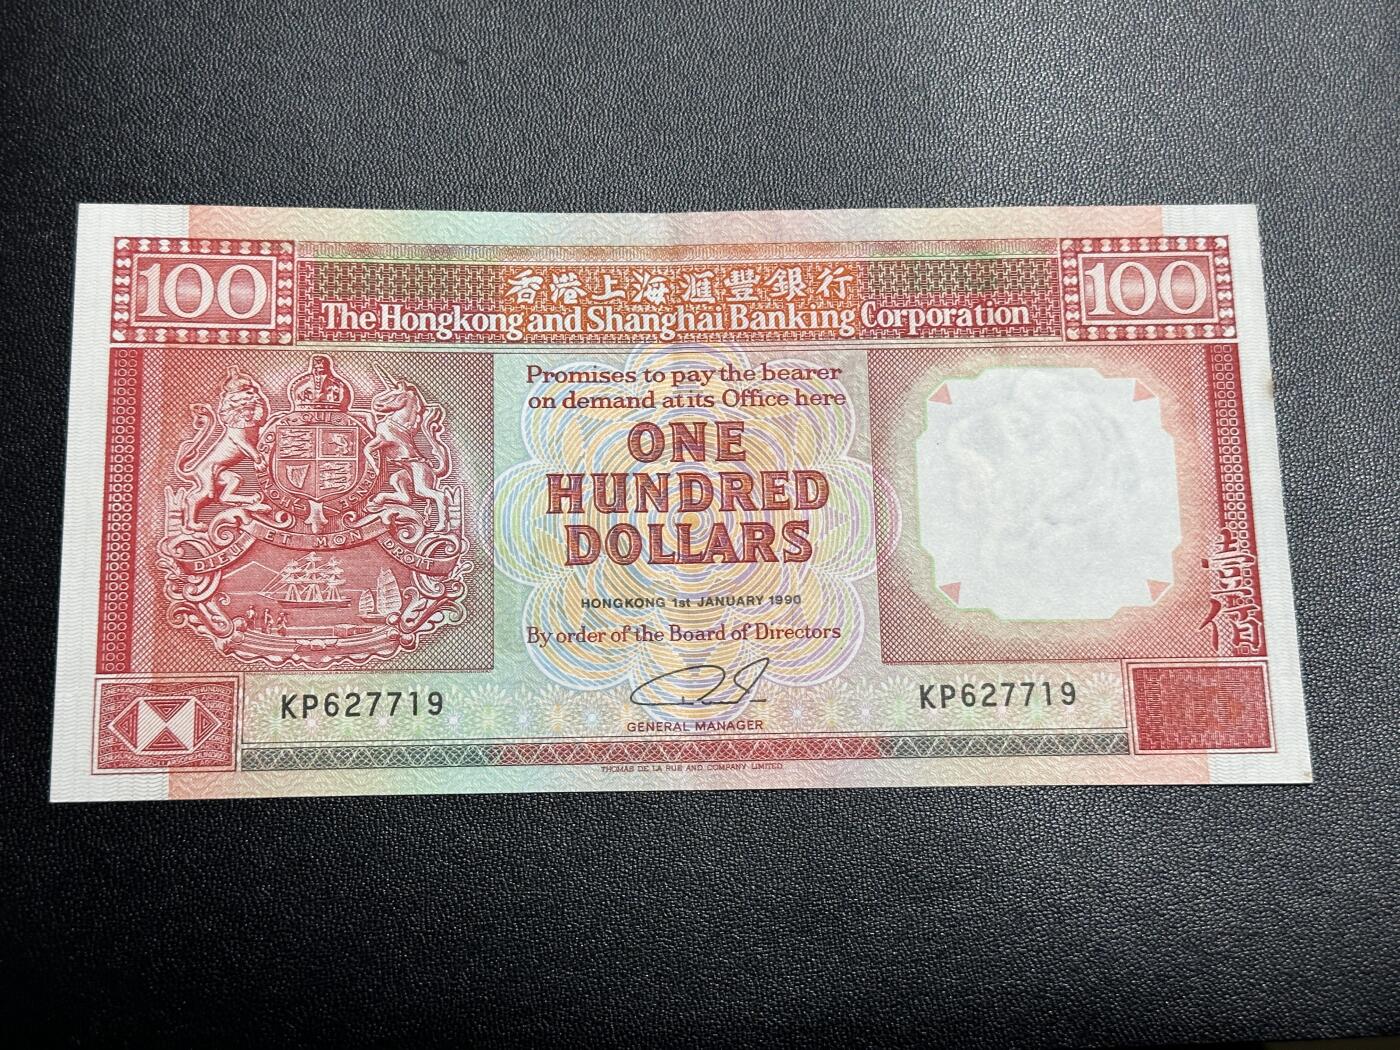 100
香港上海滙豐銀行
100
The Hongkong and Shanghai Banking Corporation
Promises to pay the bearer
on demand at its Office here
ONE
HUNDRED
DOLLARS
DIEU ET MON DROIT
HONGKONG 1st JANUARY 1990
By order of the Board of Directors
KP627719
KP627719
GENERAL MANAGER
THOMAS DE LA RUE AND COMPANY LIMITED